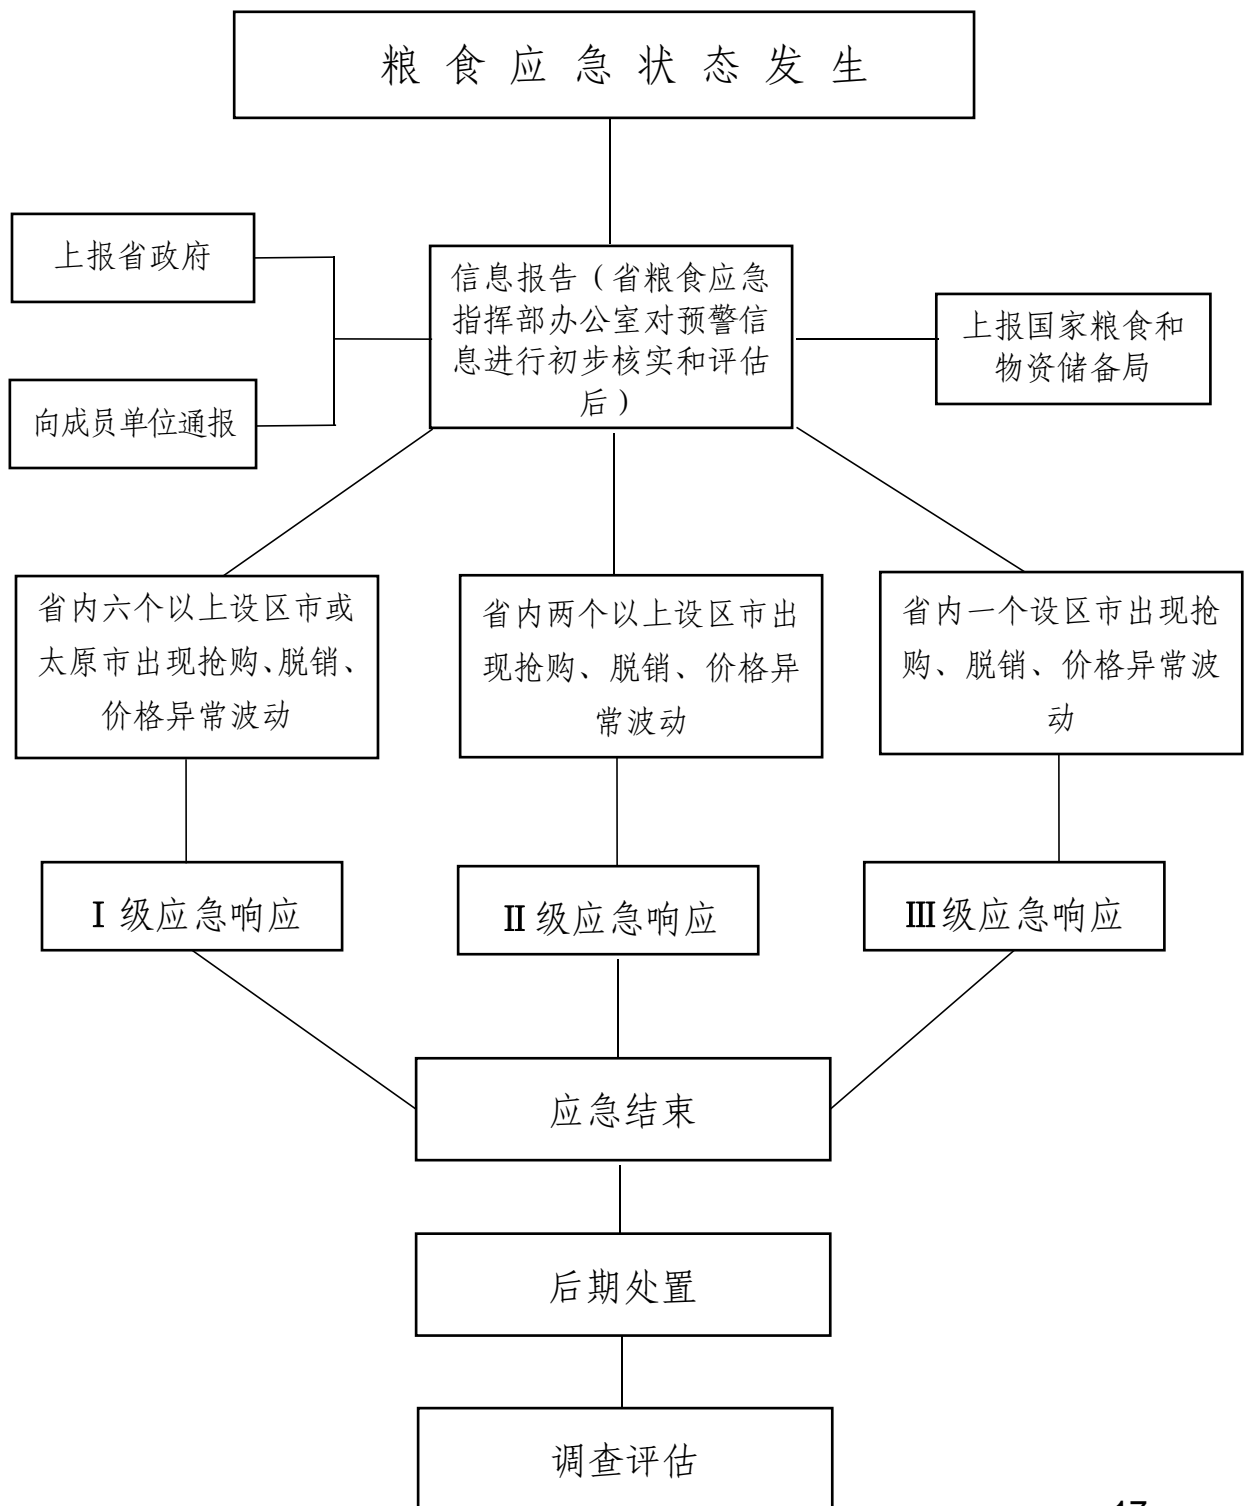 粮食应急状态发生
上报省政府
信息报告（省粮食应急
指挥部办公室对预警信
息进行初步核实和评估
后）
上报国家粮食和
物资储备局
向成员单位通报
省内六个以上设区市或
太原市出现抢购、脱销、
价格异常波动
省内两个以上设区市出
现抢购、脱销、价格异
常波动
省内一个设区市出现抢
购、脱销、价格异常波
动
Ⅰ级应急响应
Ⅱ级应急响应
Ⅲ级应急响应
应急结束
后期处置
调查评估